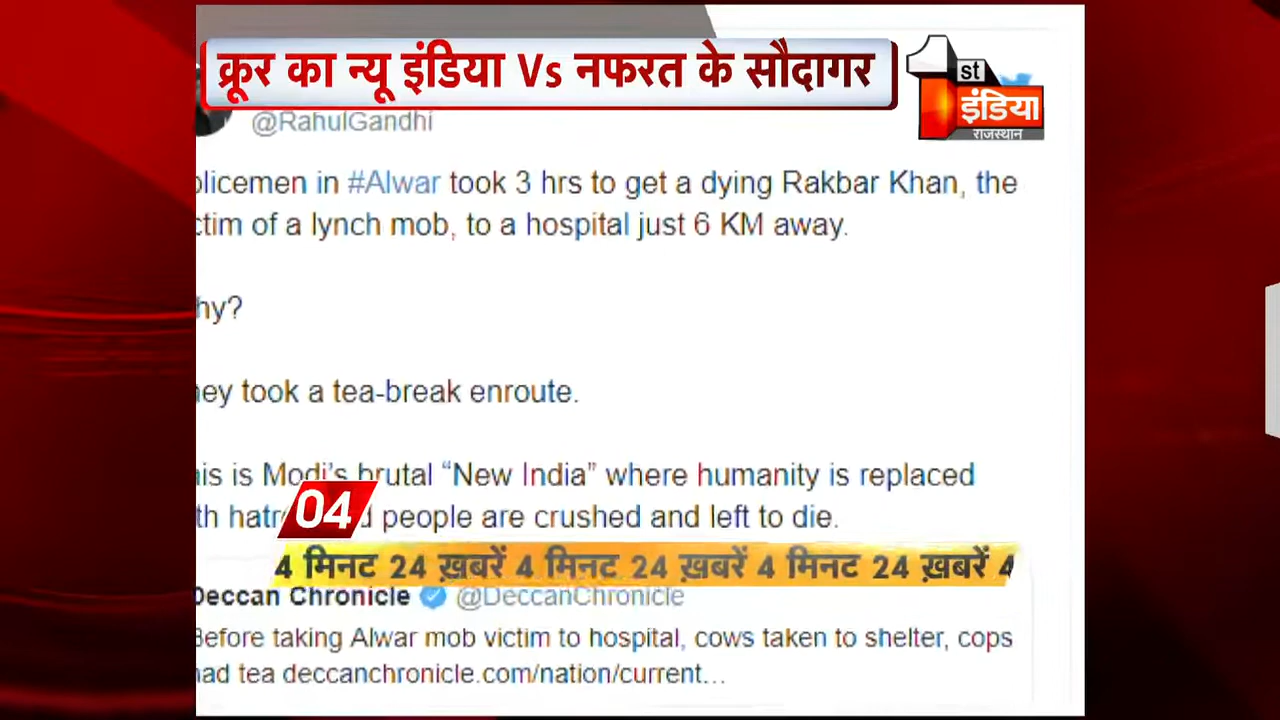 क्रूर का न्यू इंडिया Vs नफरत के सौदागर
1st
इंडिया
राजस्थान
@RahulGandhi
olicemen in #Alwar took 3 hrs to get a dying Rakbar Khan, the
ctim of a lynch mob, to a hospital just 6 KM away.
hy?
ey took a tea-break enroute.
is is Modi's brutal “New India” where humanity is replaced
th hatr d people are crushed and left to die.
04
4 मिनट 24 ख़बरें 4 मिनट 24 ख़बरें 4 मिनट 24 ख़बरें 4
Deccan Chronicle @DeccanChronicle
Before taking Alwar mob victim to hospital, cows taken to shelter, cops
had tea deccanchronicle.com/nation/current...